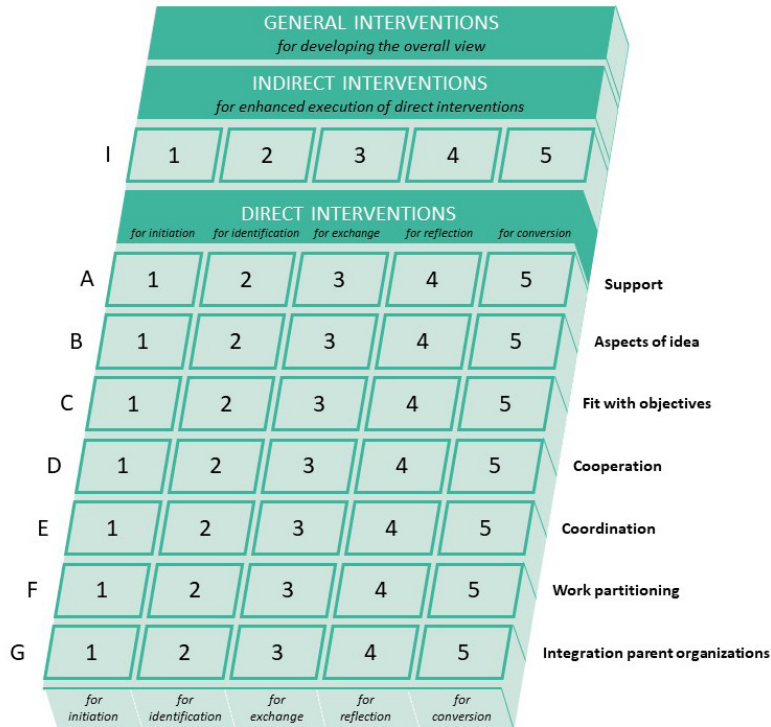 GENERAL INTERVENTIONS
for developing the overall view
INDIRECT INTERVENTIONS
for enhanced execution of direct interventions
I 1 2 3 4 5
DIRECT INTERVENTIONS
for initiation for identification for exchange for reflection for conversion
A 1 2 3 4 5 Support
B 1 2 3 4 5 Aspects of idea
C 1 2 3 4 5 Fit with objectives
D 1 2 3 4 5 Cooperation
E 1 2 3 4 5 Coordination
F 1 2 3 4 5 Work partitioning
G 1 2 3 4 5 Integration parent organizations
for for for for for
initiation identification exchange reflection conversion